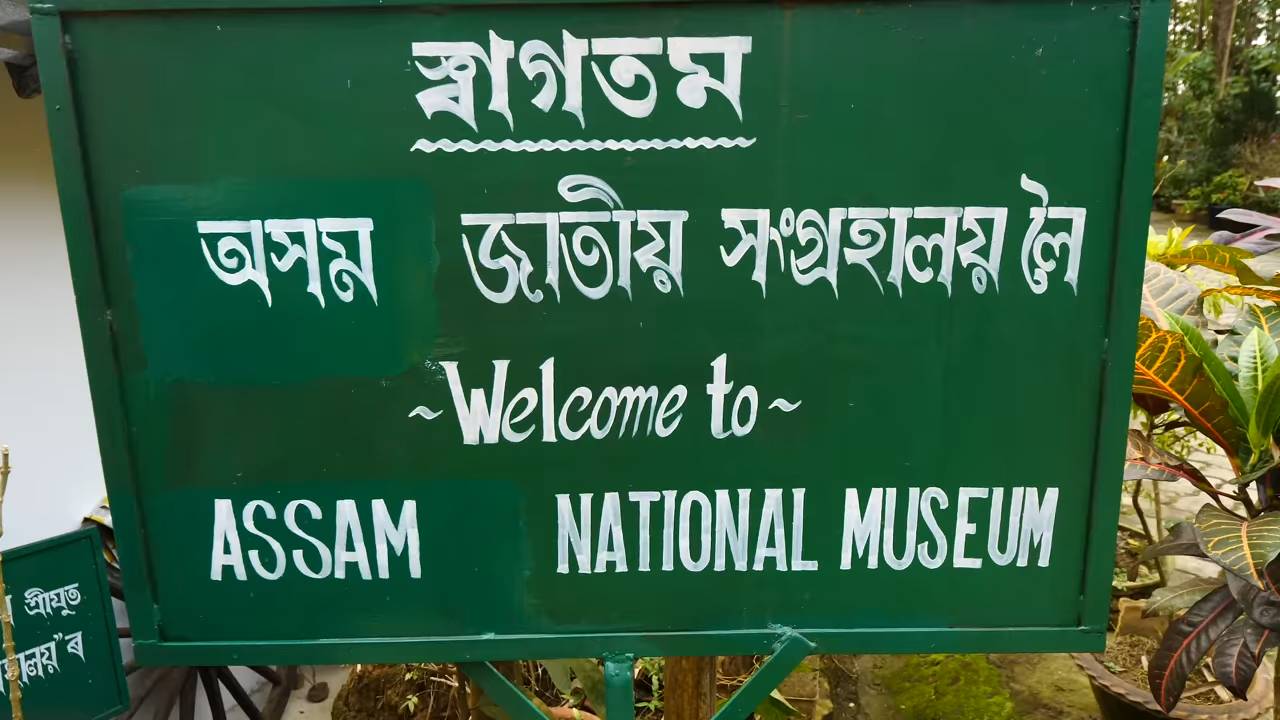 স্বাগতম
অসম জাতীয় সংগ্ৰহালয় লৈ
~Welcome to~
ASSAM NATIONAL MUSEUM
শ্ৰীযুত
ৰ